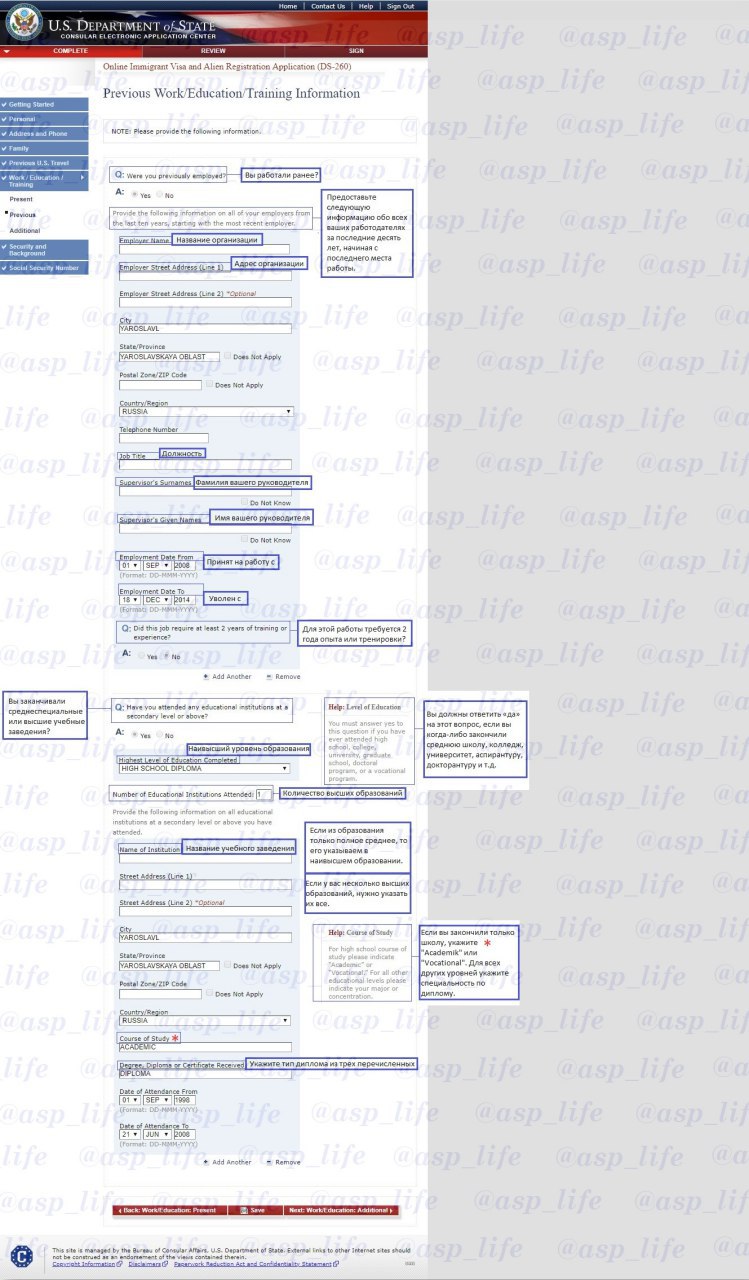 Home | Contact Us | Help | Sign Out
U.S. DEPARTMENT of STATE
CONSULAR ELECTRONIC APPLICATION CENTER
COMPLETE REVIEW SIGN
Online Immigrant Visa and Alien Registration Application (DS-260)
Previous Work/Education/Training Information
NOTE: Please provide the following information.
Getting Started
Personal
Address and Phone
Family
Previous U.S. Travel
Work / Education /
Training
Present
Previous
Additional
Security and
Background
Social Security Number
Q: Were you previously employed? Вы работали ранее?
A: Yes No
Provide the following information on all of your employers from
the last ten years, starting with the most recent employer.
Предоставьте
следующую
информацию обо всех
ваших работодателях
за последние десять
лет, начиная с
последнего места
работы.
Employer Name Название организации
Employer Street Address (Line 1) Адрес организации
Employer Street Address (Line 2) *Optional
City
YAROSLAVL
State/Province
YAROSLAVSKAYA OBLAST Does Not Apply
Postal Zone/ZIP Code
Does Not Apply
Country/Region
RUSSIA
Telephone Number
Job Title Должность
Supervisor's Surnames Фамилия вашего руководителя
Do Not Know
Supervisor's Given Names Имя вашего руководителя
Do Not Know
Employment Date From
01 SEP 2008 Принят на работу с
(Format: DD-MMM-YYYY)
Employment Date To
18 DEC 2014 Уволен с
(Format: DD-MMM-YYYY)
Q: Did this job require at least 2 years of training or
experience?
Для этой работы требуется 2
года опыта или тренировки?
A: Yes No
Add Another Remove
Вы заканчивали
среднеспециальные
или высшие учебные
заведения?
Q: Have you attended any educational institutions at a
secondary level or above?
A: Yes No
Help: Level of Education
You must answer yes to
this question if you have
ever attended high
school, college,
university, graduate
school, doctoral
program, or a vocational
program.
Вы должны ответить «да»
на этот вопрос, если вы
когда-либо закончили
среднюю школу, колледж,
университет, аспирантуру,
докторантуру и т.д.
Наивысший уровень образования
Highest Level of Education Completed
HIGH SCHOOL DIPLOMA
Number of Educational Institutions Attended: 1 Количество высших образований
Provide the following information on all educational
institutions at a secondary level or above you have
attended.
Если из образования
только полное среднее, то
его указываем в
наивысшем образовании.
Если у вас несколько высших
образований, нужно указать
их все.
Name of Institution Название учебного заведения
Street Address (Line 1)
Street Address (Line 2) *Optional
City
YAROSLAVL
State/Province
YAROSLAVSKAYA OBLAST Does Not Apply
Postal Zone/ZIP Code
Does Not Apply
Help: Course of Study
For high school course of
study please indicate
"Academic" or
"Vocational." For all other
educational levels please
indicate your major or
concentration.
Если вы закончили только
школу, укажите *
"Academik" или
"Vocational". Для всех
других уровней укажите
специальность по
диплому.
Country/Region
RUSSIA
Course of Study *
ACADEMIC
Degree, Diploma or Certificate Received Укажите тип диплома из трёх перечисленных
DIPLOMA
Date of Attendance From
01 SEP 1998
(Format: DD-MMM-YYYY)
Date of Attendance To
21 JUN 2008
(Format: DD-MMM-YYYY)
Add Another Remove
Back: Work/Education: Present Save Next: Work/Education: Additional
This site is managed by the Bureau of Consular Affairs, U.S. Department of State. External links to other Internet sites should
not be construed as an endorsement of the views contained therein.
Copyright Information Disclaimers Paperwork Reduction Act and Confidentiality Statement
@asp_life